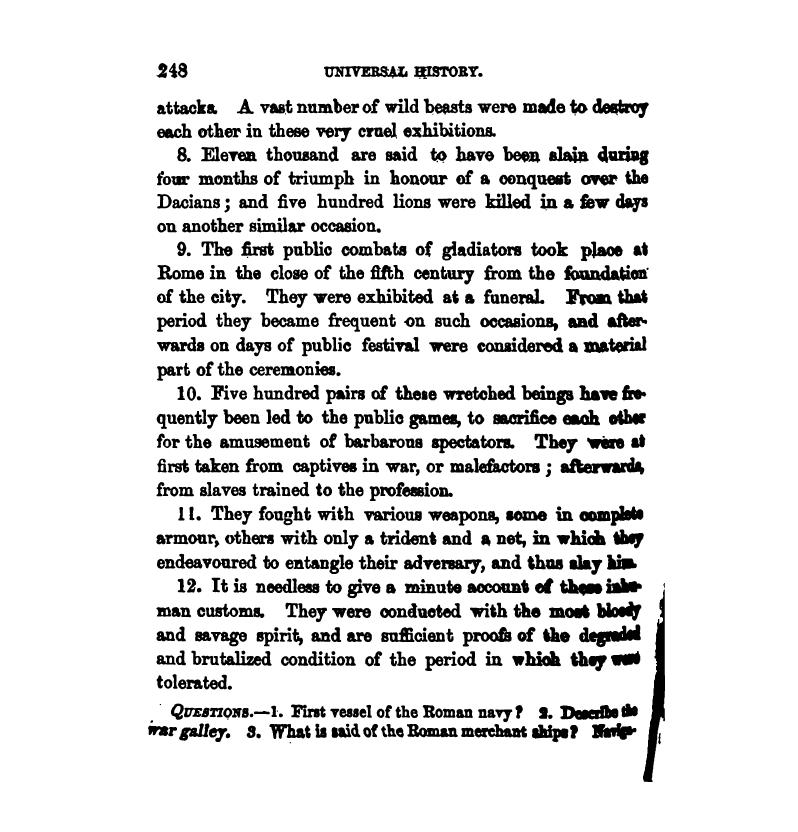 248 UNIVERSAL HISTORY.
attacks. A vast number of wild beasts were made to destroy
each other in these very cruel exhibitions.
8. Eleven thousand are said to have been slain during
four months of triumph in honour of a conquest over the
Dacians; and five hundred lions were killed in a few days
on another similar occasion.
9. The first public combats of gladiators took place at
Rome in the close of the fifth century from the foundation
of the city. They were exhibited at a funeral. From that
period they became frequent on such occasions, and after-
wards on days of public festival were considered a material
part of the ceremonies.
10. Five hundred pairs of these wretched beings have fre-
quently been led to the public games, to sacrifice each other
for the amusement of barbarous spectators. They were at
first taken from captives in war, or malefactors; afterwards,
from slaves trained to the profession.
11. They fought with various weapons, some in complete
armour, others with only a trident and a net, in which they
endeavoured to entangle their adversary, and thus slay him.
12. It is needless to give a minute account of these inhu-
man customs. They were conducted with the most bloody
and savage spirit, and are sufficient proofs of the degraded
and brutalized condition of the period in which they were
tolerated.
QUESTIONS.—1. First vessel of the Roman navy? 2. Describe the
war galley. 3. What is said of the Roman merchant ships? Naviga-